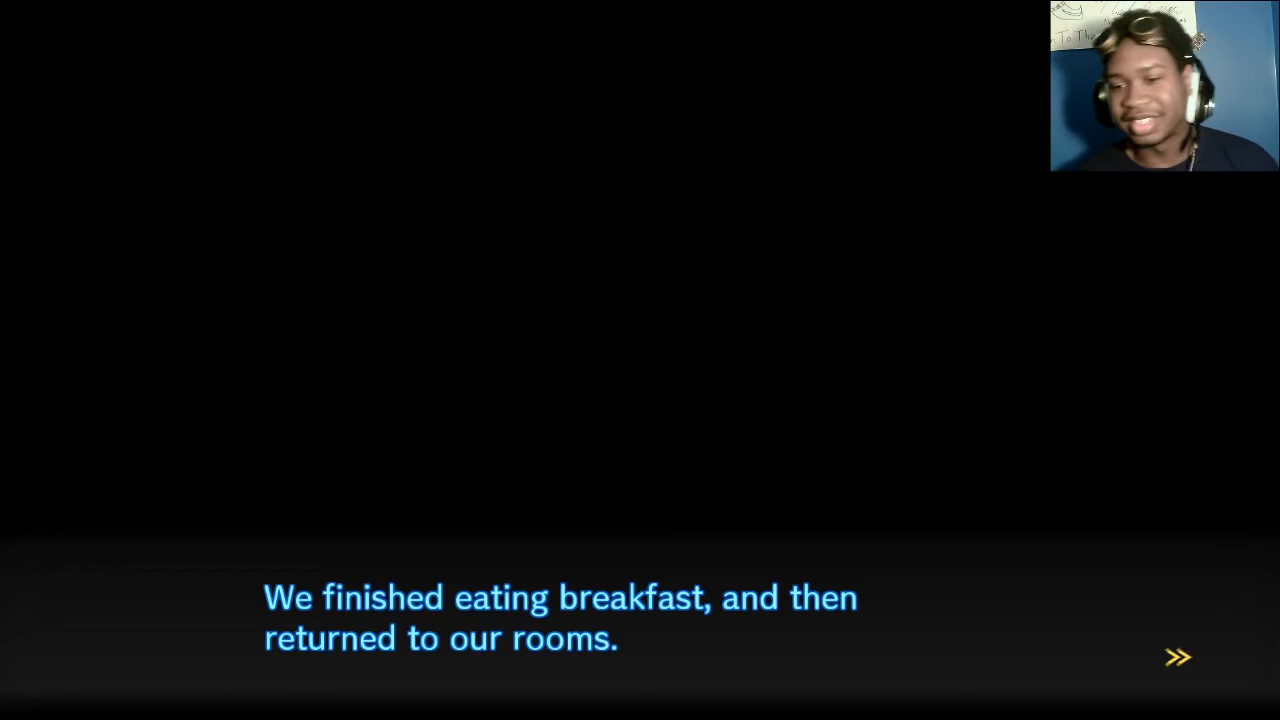 We finished eating breakfast, and then
returned to our rooms.